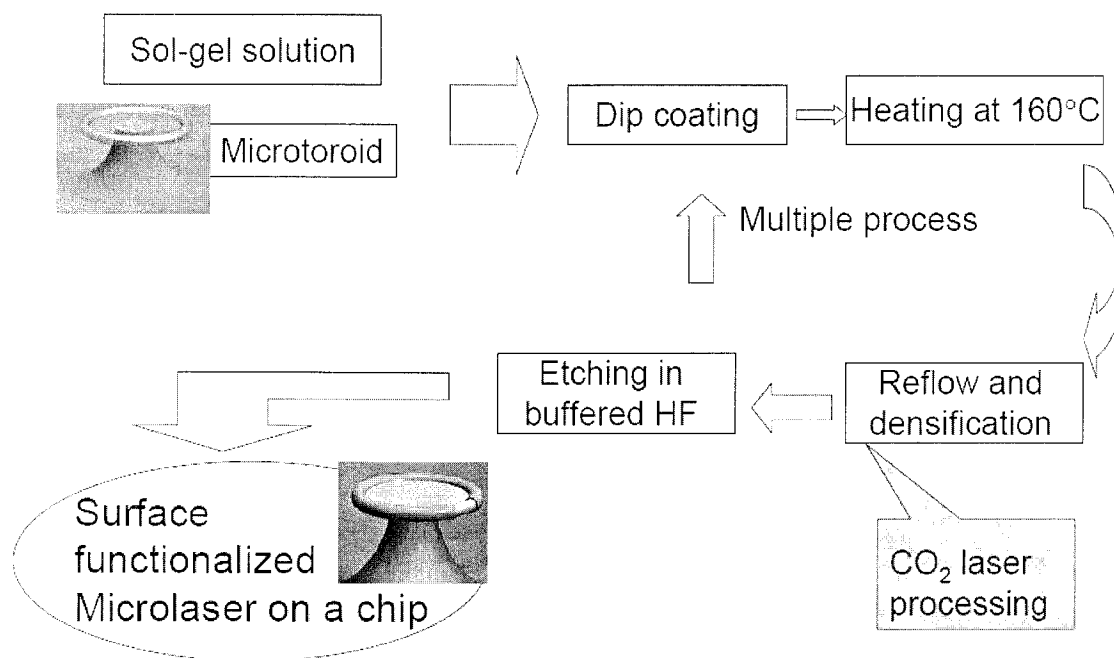 Sol-gel solution
Microtoroid
Dip coating
Heating at 160°C
Multiple process
Reflow and
densification
CO₂ laser
processing
Etching in
buffered HF
Surface
functionalized
Microlaser on a chip